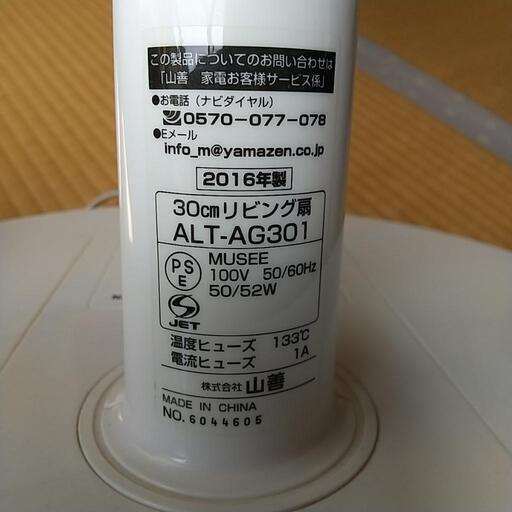 この製品についてのお問い合わせは
「山善 家電お客様サービス係」
●お電話（ナビダイヤル）
0570-077-078
●Eメール
info_m@yamazen.co.jp
2016年製
30cmリビング扇
ALT-AG301
PSE
MUSEE
100V 50/60Hz
50/52W
JET
温度ヒューズ 133℃
電流ヒューズ 1A
株式会社 山善
MADE IN CHINA
NO.6044605